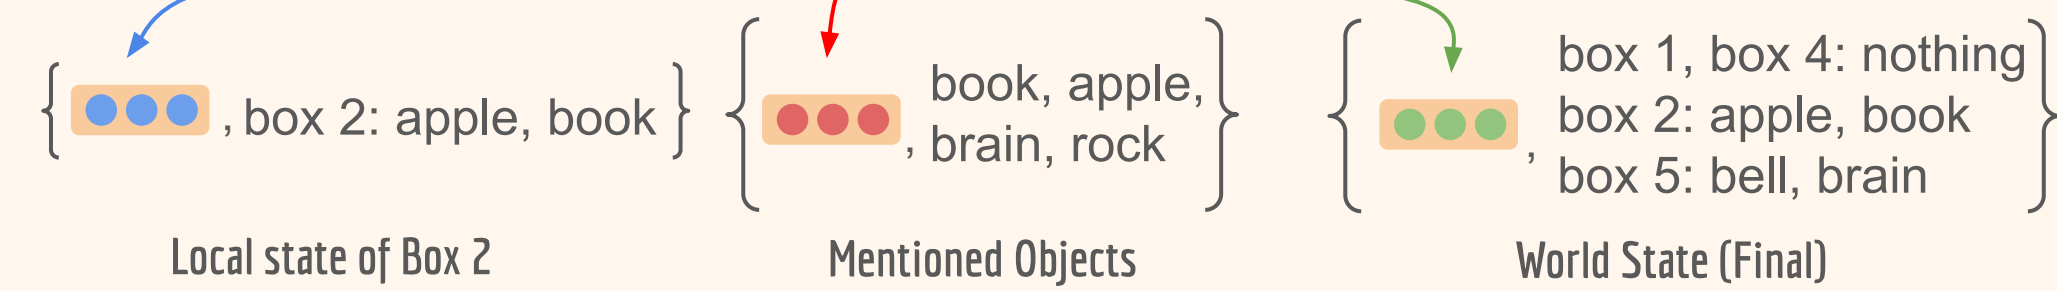 , box 2: apple, book
Local state of Box 2
book, apple,
, brain, rock
Mentioned Objects
box 1, box 4: nothing
box 2: apple, book
, box 5: bell, brain
World State (Final)